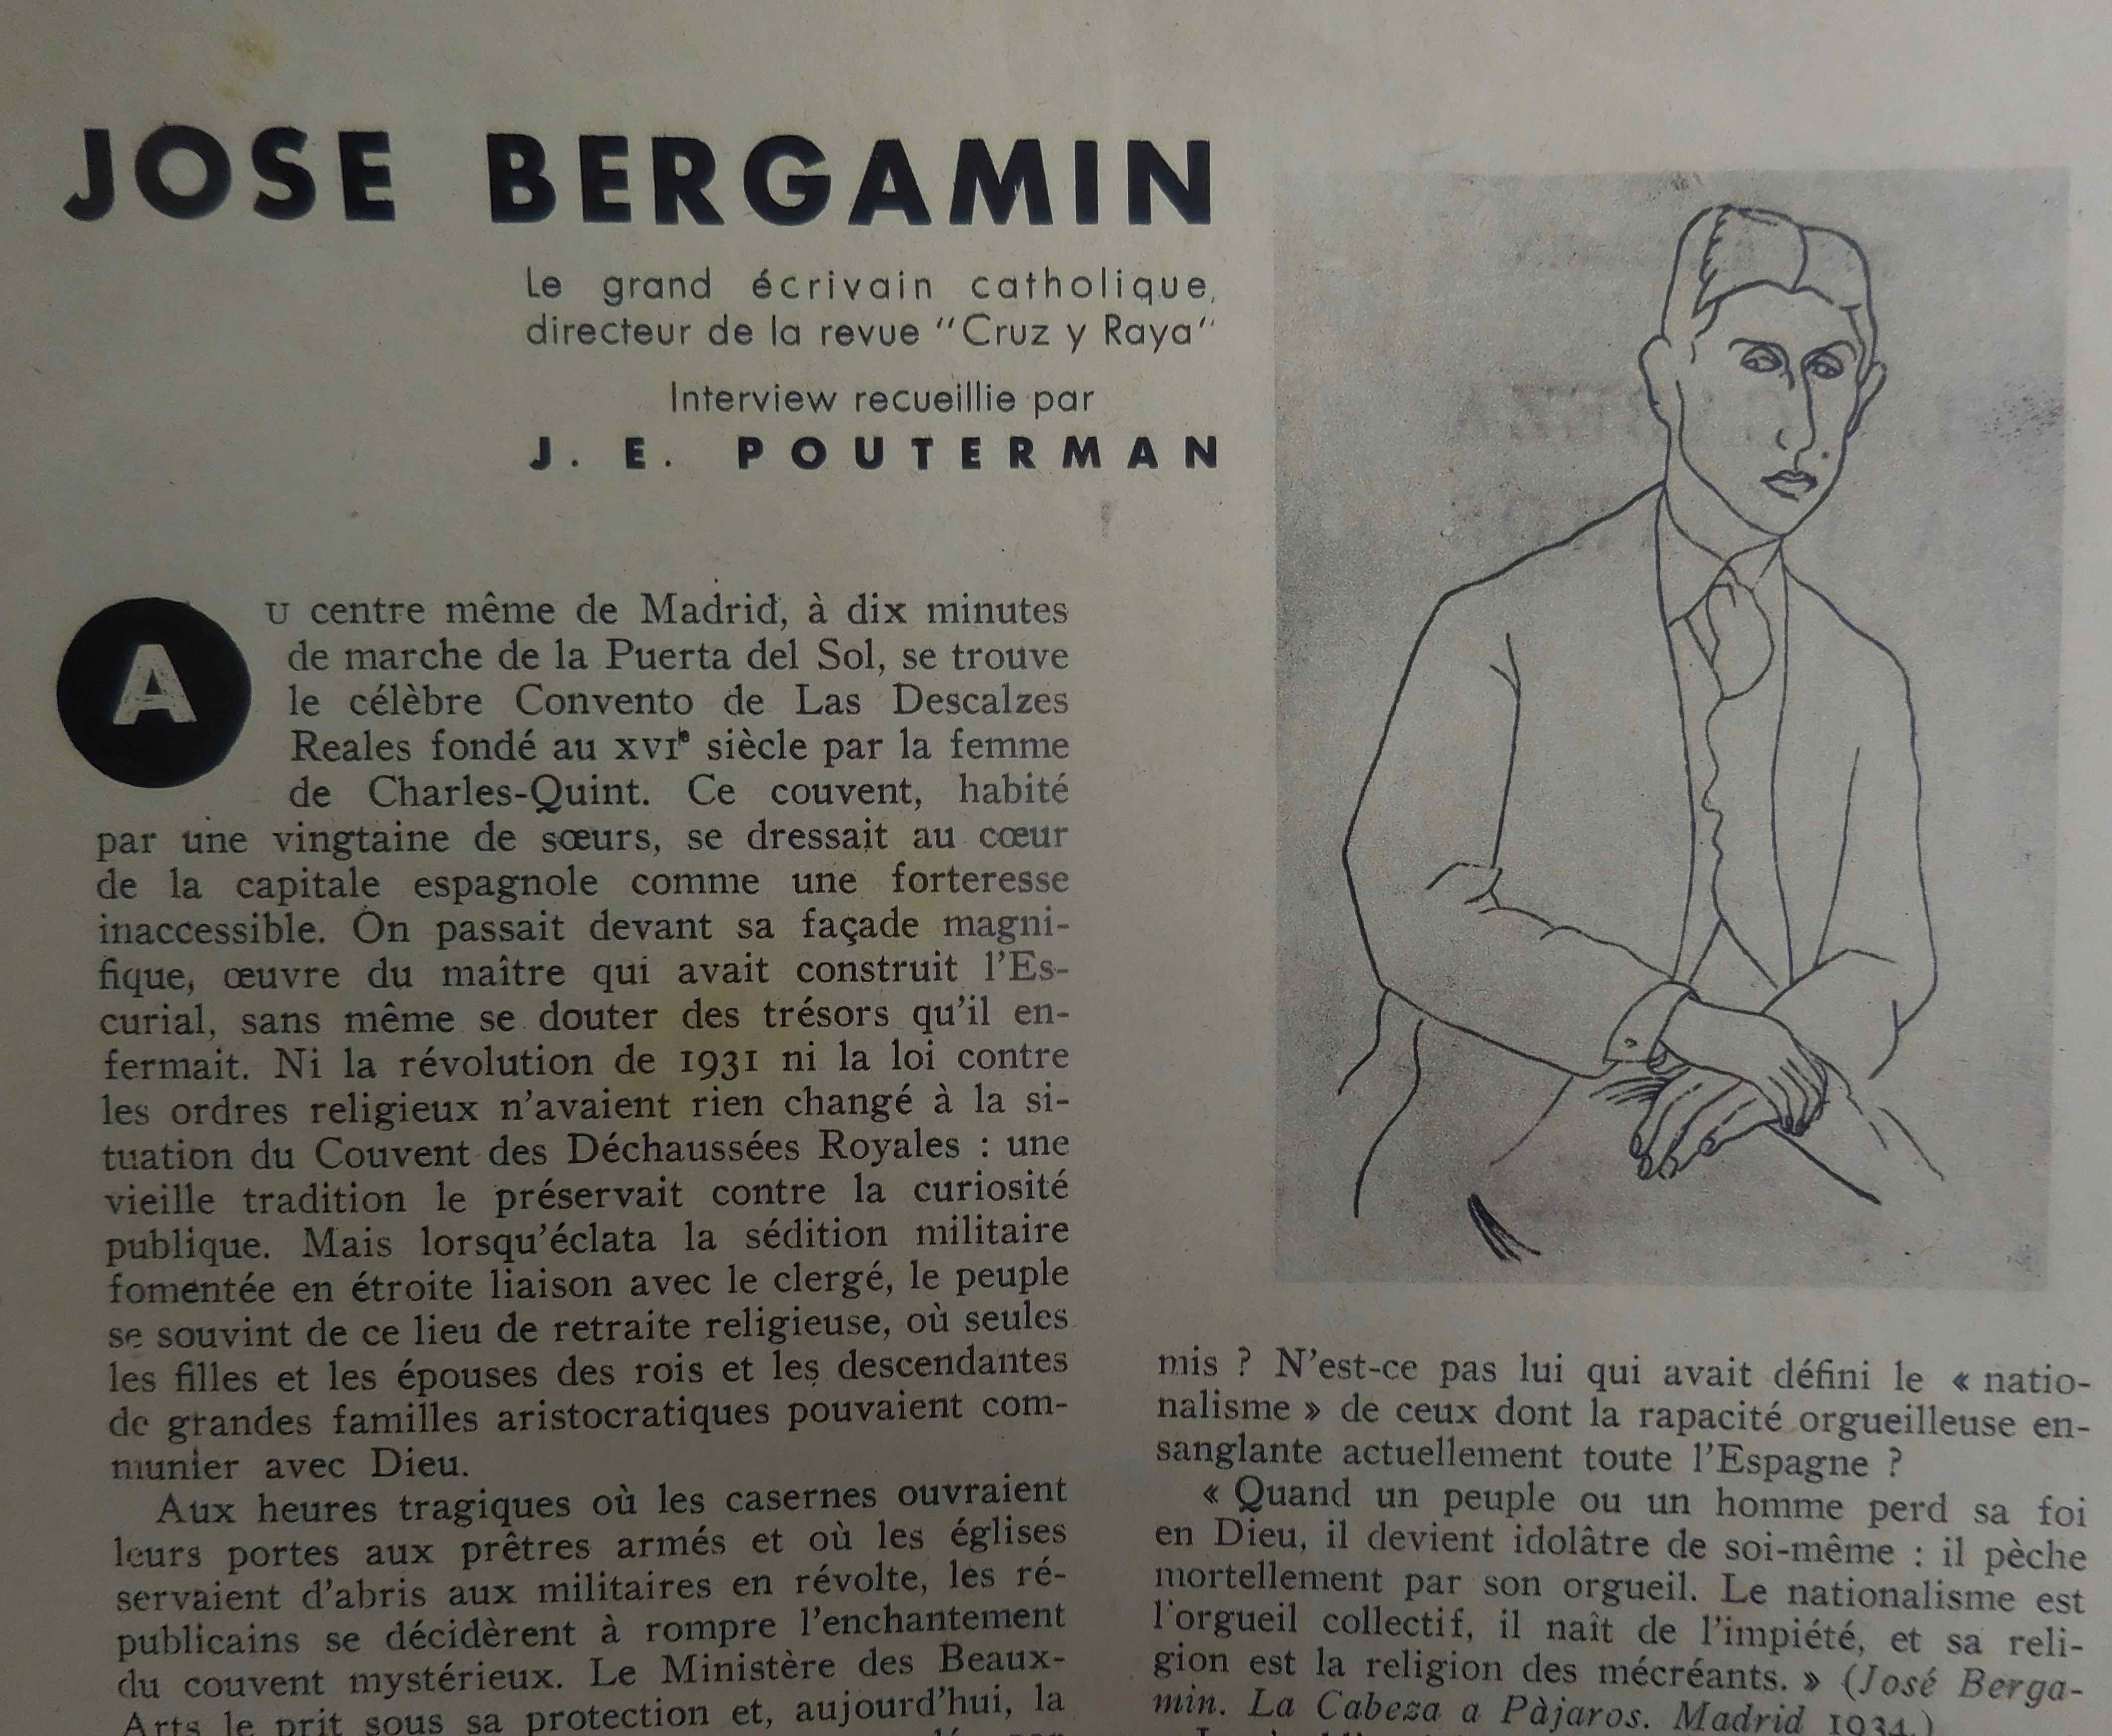 JOSE BERGAMIN
Le grand écrivain catholique,
directeur de la revue "Cruz y Raya"
Interview recueillie par
J. E. POUTERMAN
AU centre même de Madrid, à dix minutes
de marche de la Puerta del Sol, se trouve
le célèbre Convento de Las Descalzes
Reales fondé au XVIe siècle par la femme
de Charles-Quint. Ce couvent, habité
par une vingtaine de sœurs, se dressait au cœur
de la capitale espagnole comme une forteresse
inaccessible. On passait devant sa façade magni-
fique, œuvre du maître qui avait construit l'Es-
curial, sans même se douter des trésors qu'il en-
fermait. Ni la révolution de 1931 ni la loi contre
les ordres religieux n'avaient rien changé à la si-
tuation du Couvent des Déchaussées Royales : une
vieille tradition le préservait contre la curiosité
publique. Mais lorsqu'éclata la sédition militaire
fomentée en étroite liaison avec le clergé, le peuple
se souvint de ce lieu de retraite religieuse, où seules
les filles et les épouses des rois et les descendantes
de grandes familles aristocratiques pouvaient com-
munier avec Dieu.
Aux heures tragiques où les casernes ouvraient
leurs portes aux prêtres armés et où les églises
servaient d'abris aux militaires en révolte, les ré-
publicains se décidèrent à rompre l'enchantement
du couvent mystérieux. Le Ministère des Beaux-
Arts le prit sous sa protection et, aujourd'hui, la
mis ? N'est-ce pas lui qui avait défini le « natio-
nalisme » de ceux dont la rapacité orgueilleuse en-
sanglante actuellement toute l'Espagne ?
« Quand un peuple ou un homme perd sa foi
en Dieu, il devient idolâtre de soi-même : il pèche
mortellement par son orgueil. Le nationalisme est
l'orgueil collectif, il naît de l'impiété, et sa reli-
gion est la religion des mécréants. » (José Berga-
min. La Cabeza a Pàjaros. Madrid 1934.)